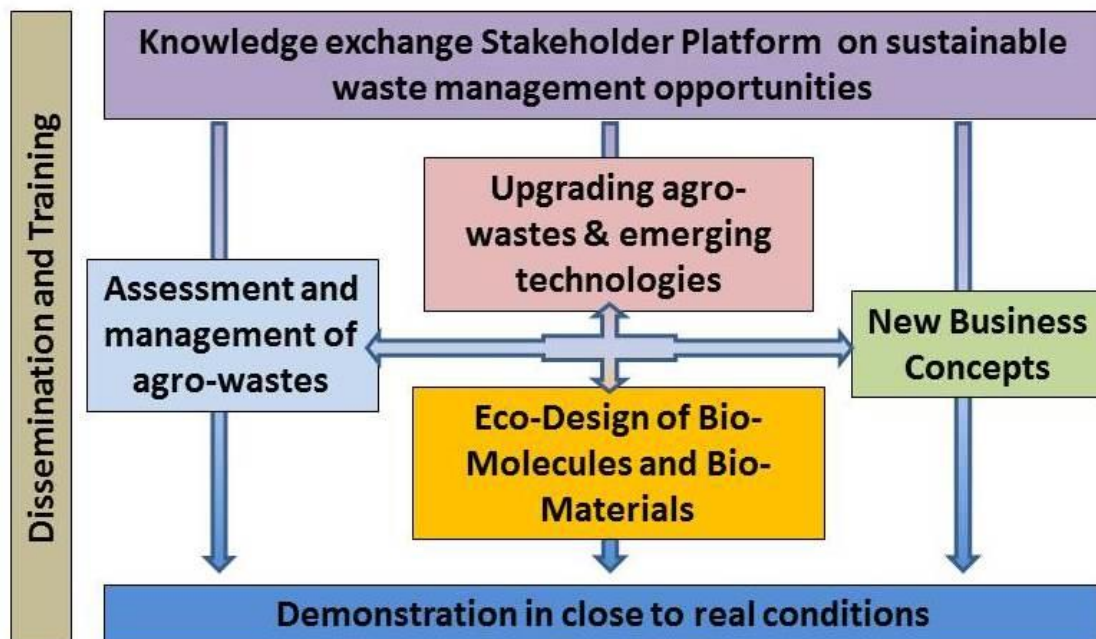 Dissemination and Training
Knowledge exchange Stakeholder Platform on sustainable
waste management opportunities
Upgrading agro-
wastes & emerging
technologies
Assessment and
management of
agro-wastes
New Business
Concepts
Eco-Design of Bio-
Molecules and Bio-
Materials
Demonstration in close to real conditions